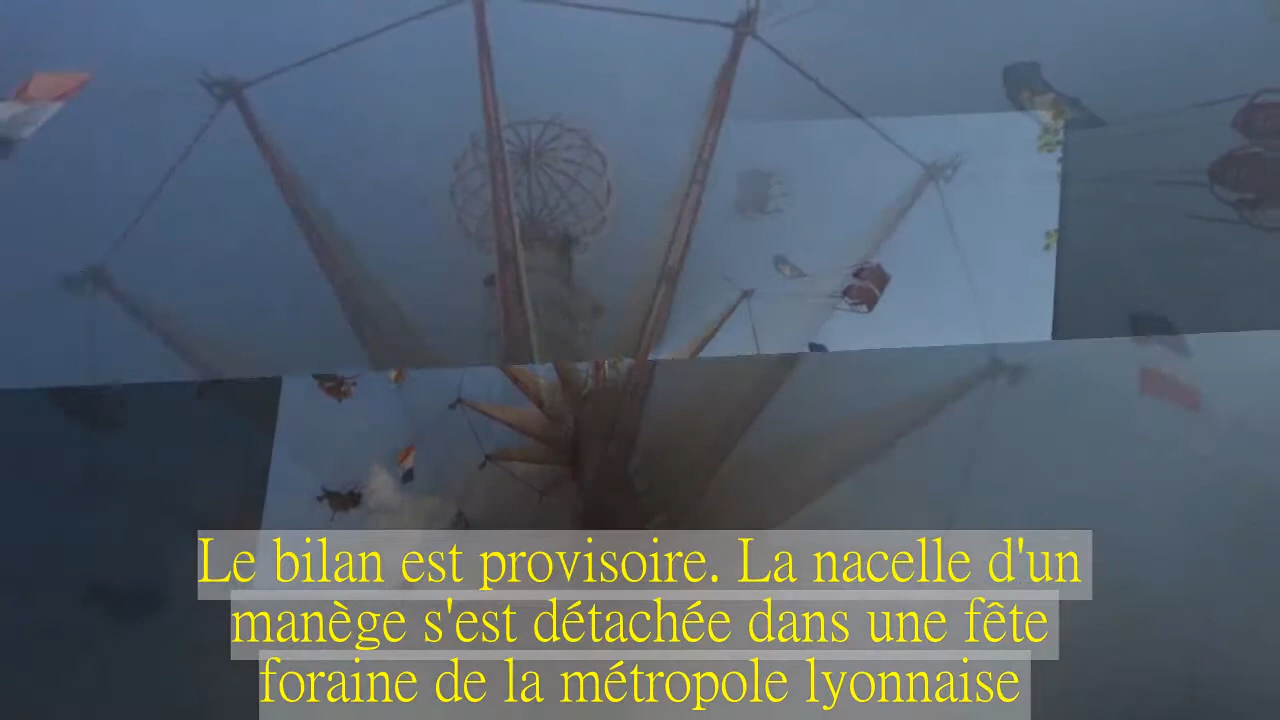 Le bilan est provisoire. La nacelle d'un
manège s'est détachée dans une fête
foraine de la métropole lyonnaise